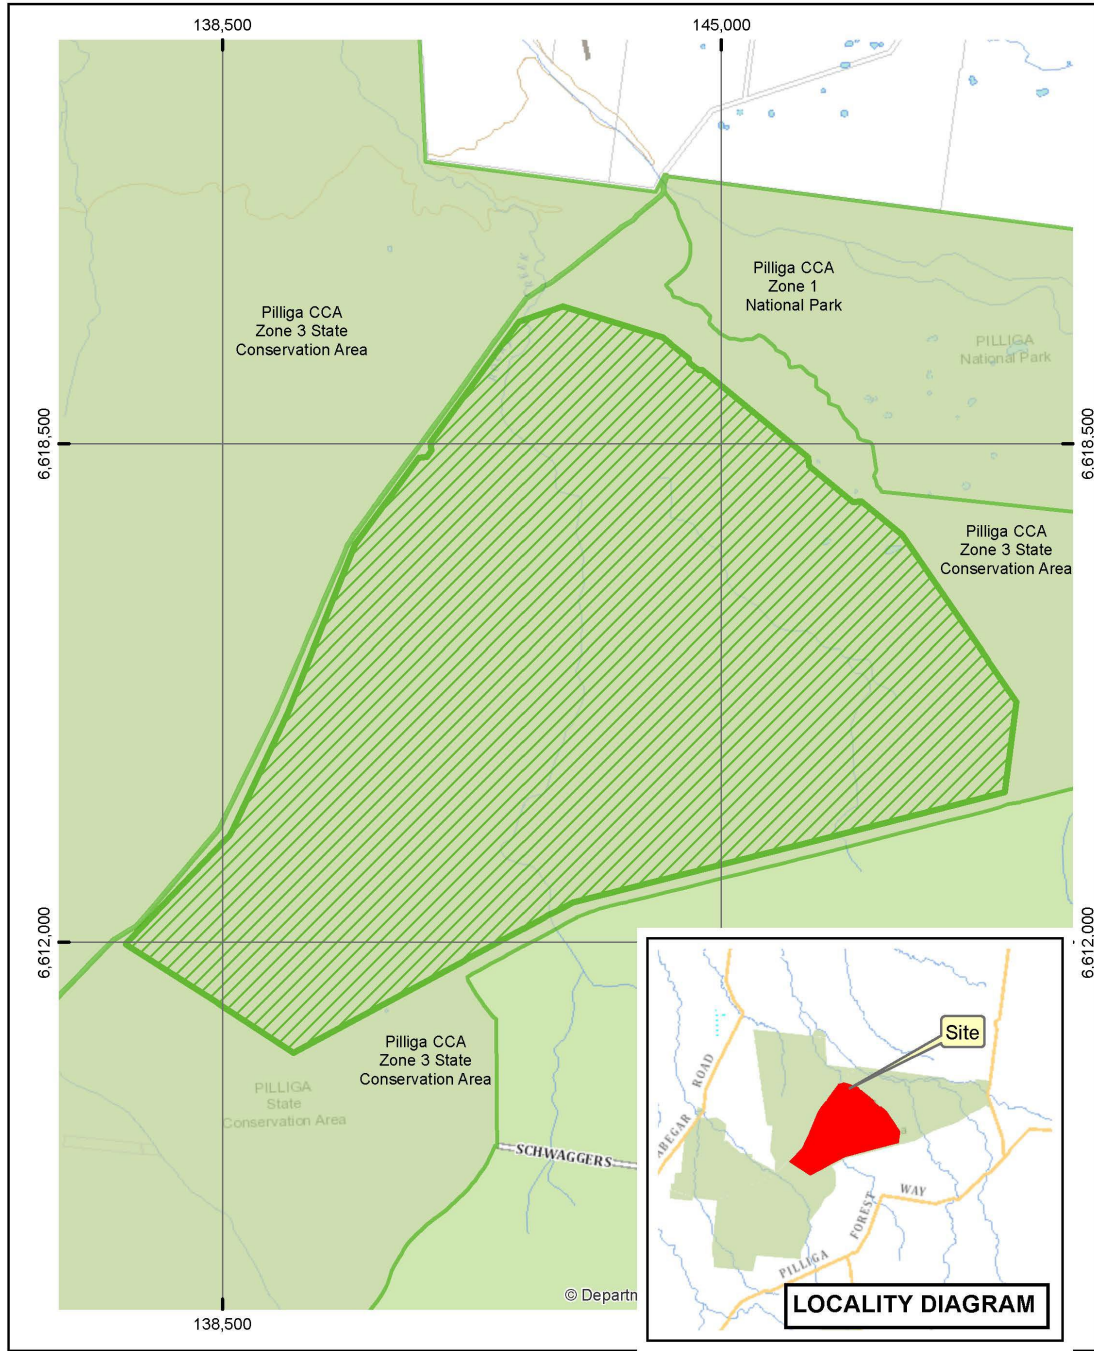 138,500
145,000
Pilliga CCA
Zone 1
National Park
Pilliga CCA
Zone 3 State
Conservation Area
PILLIGA
National Park
6,618,500
6,618,500
Pilliga CCA
Zone 3 State
Conservation Area
6,612,000
6,612,000
Pilliga CCA
Zone 3 State
Conservation Area
PILLIGA
State
Conservation Area
SCHWAGGERS
© Departm
138,500
Site
ABEGAR ROAD
PILLIGA FOREST WAY
LOCALITY DIAGRAM